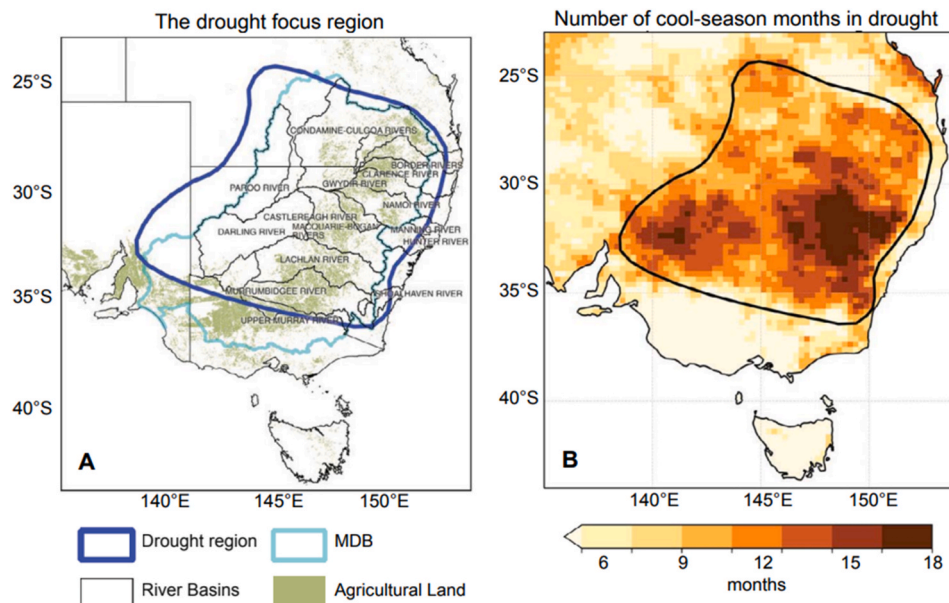 The drought focus region
Number of cool-season months in drought
25°S
30°S
35°S
40°S
CONDAMINE-CULGOA RIVERS
BORDER RIVERS
CLARENCE RIVER
GWYDIR RIVER
PAROO RIVER
NAMOI RIVER
CASTLEREAGH RIVER
MACQUARIE-BOGAN
RIVERS
DARLING RIVER
MANNING RIVER
HUNTER RIVER
LACHLAN RIVER
MURRUMBIDGEE RIVER
SHOALHAVEN RIVER
UPPER MURRAY RIVER
A
140°E
145°E
150°E
25°S
30°S
35°S
40°S
B
140°E
145°E
150°E
Drought region
MDB
River Basins
Agricultural Land
6 9 12 15 18
months